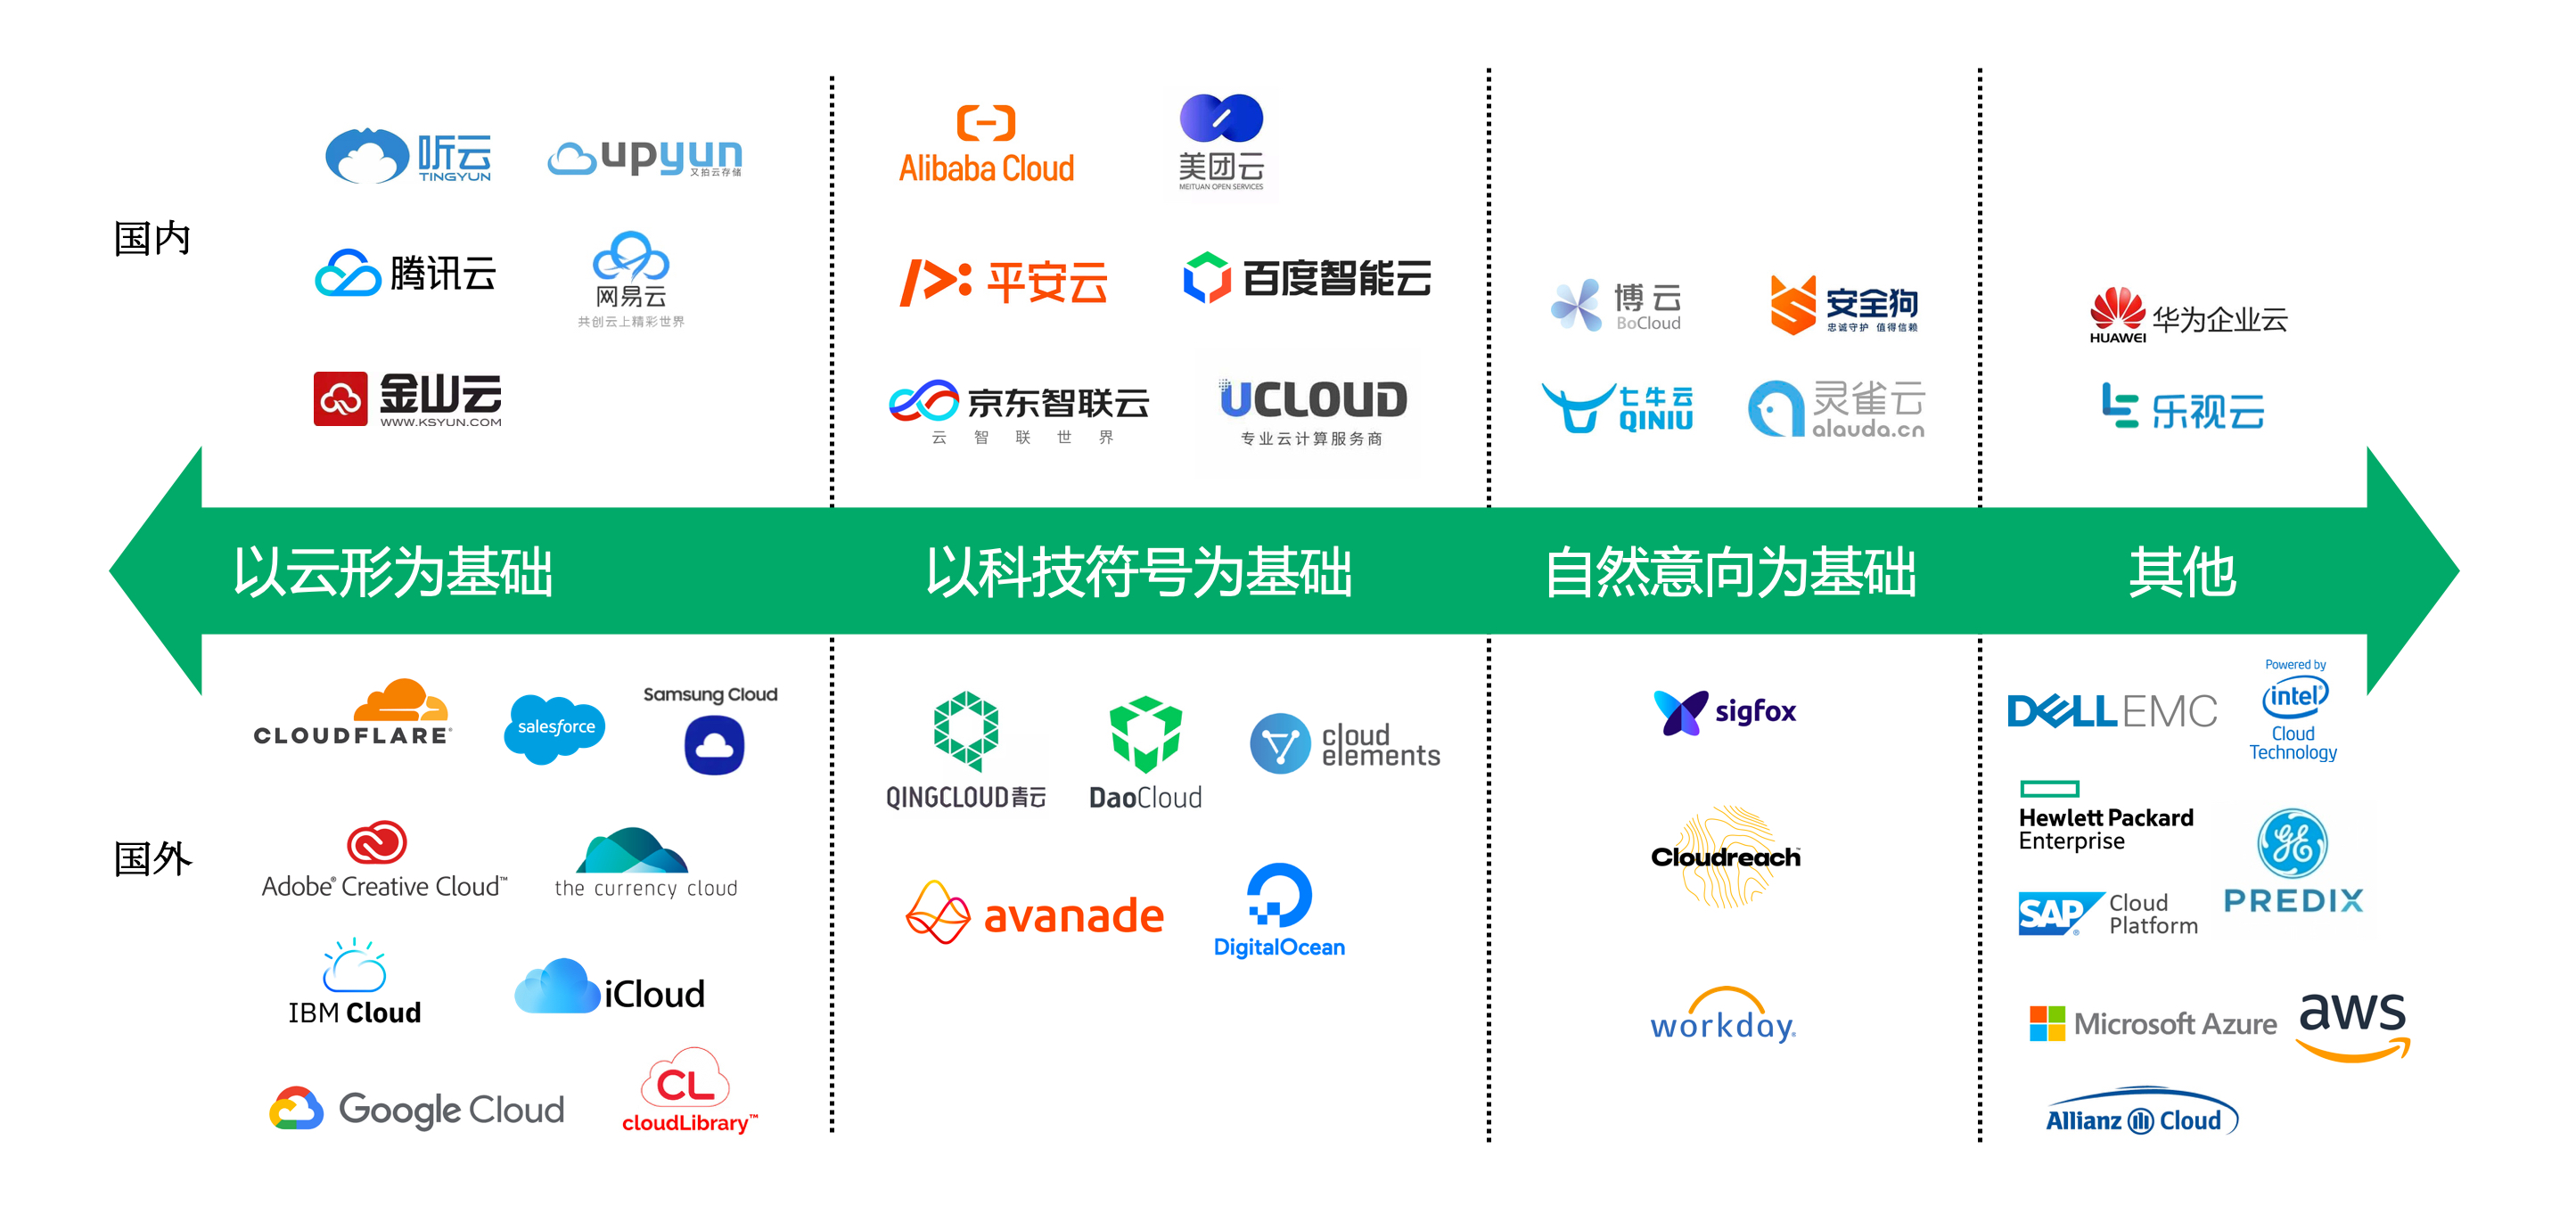 听云
TINGYUN
upyun
又拍云存储
Alibaba Cloud
美团云
MEITUAN OPEN SERVICES
国内
腾讯云
网易云
共创云上精彩世界
平安云
百度智能云
博云
BoCloud
安全狗
忠诚守护 值得信赖
HUAWEI
华为企业云
金山云
WWW.KSYUN.COM
京东智联云
云智联世界
UCLOUD
专业云计算服务商
七牛云
QINIU
灵雀云
alauda.cn
乐视云
以云形为基础
以科技符号为基础
自然意向为基础
其他
CLOUDFLARE®
salesforce
Samsung Cloud
QINGCLOUD青云
DaoCloud
cloud
elements
sigfox
DELL EMC
Powered by
intel®
Cloud
Technology
国外
Adobe® Creative Cloud™
the currency cloud
avanade
DigitalOcean
Cloudreach™
Hewlett Packard
Enterprise
GE
PREDIX
SAP®
Cloud
Platform
IBM Cloud
iCloud
workday®
Microsoft Azure
aws
Google Cloud
CL
cloudLibrary™
Allianz Cloud